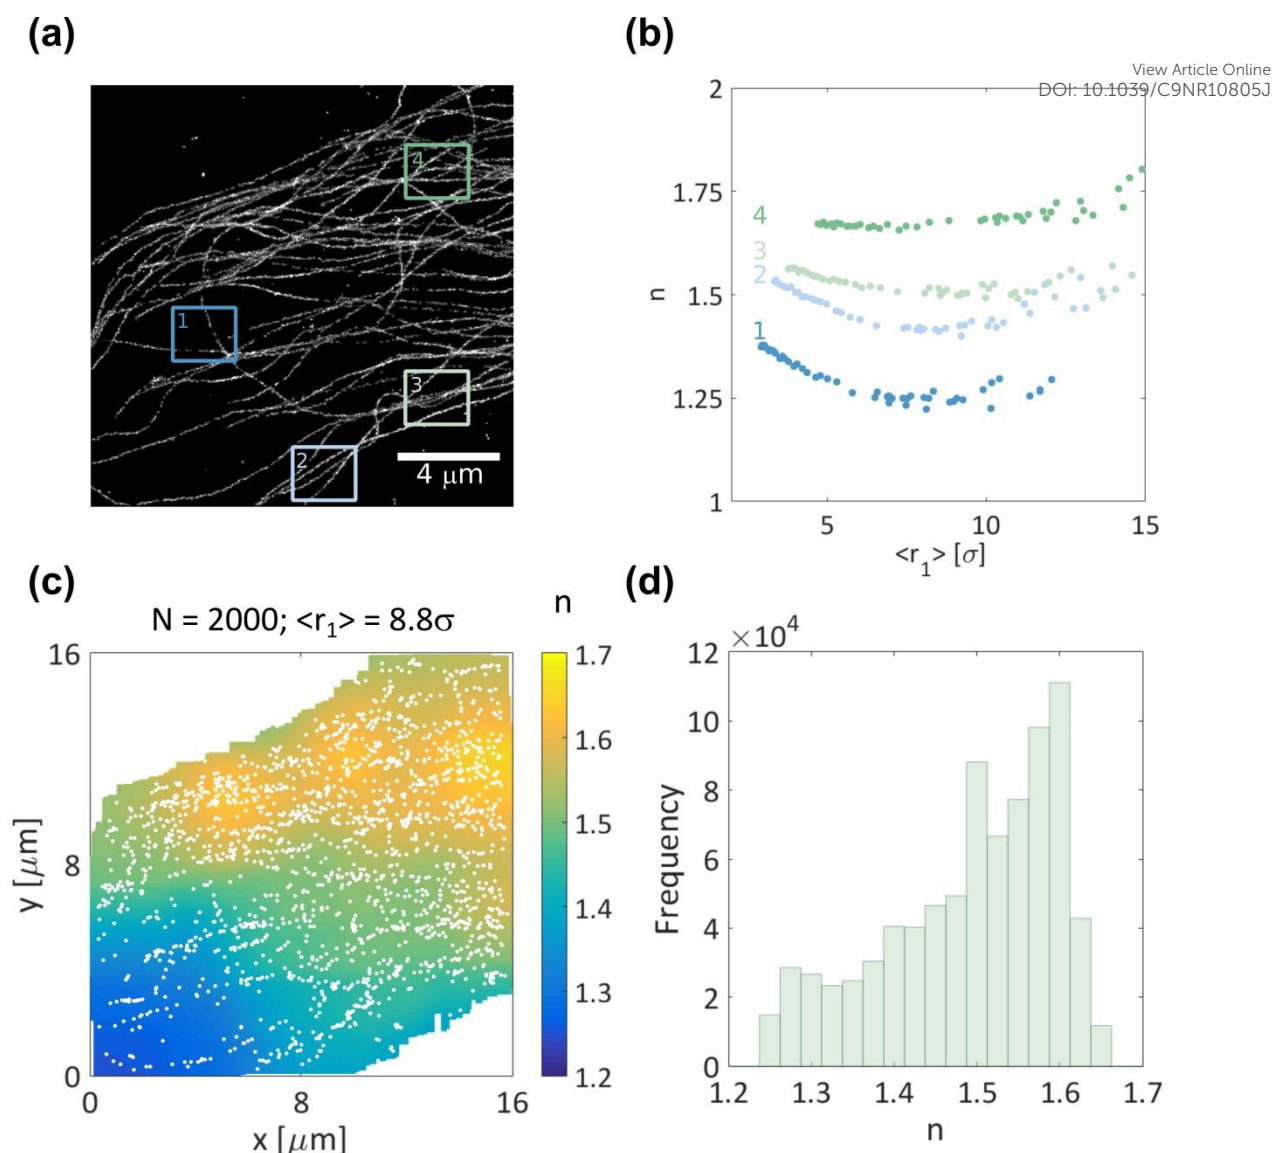 (a)
(b)
View Article Online
DOI: 10.1039/C9NR10805J
4
1
3
2
4 μm
2
1.75
1.5
1.25
1
n
4
3
2
1
5
10
15
<r1> [σ]
(c)
(d)
N = 2000; <r1> = 8.8σ
n
16
8
0
y [μm]
0
8
16
x [μm]
1.7
1.6
1.5
1.4
1.3
1.2
×10^4
12
10
8
6
4
2
0
Frequency
1.2
1.3
1.4
1.5
1.6
1.7
n